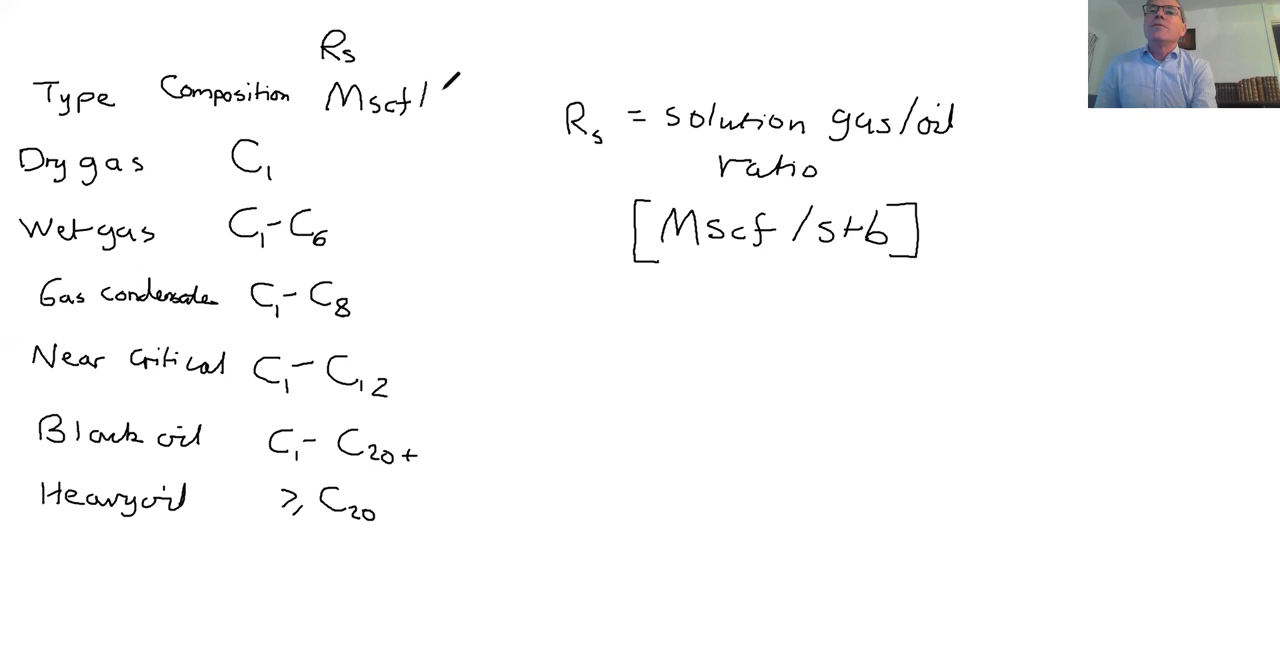 Rs
Type Composition Mscf/
Dry gas C1
Wet gas C1-C6
Gas condensate C1-C8
Near Critical C1-C12
Black oil C1-C20+
Heavy oil ⩾ C20
Rs = solution gas/oil
ratio
[Mscf/stb]